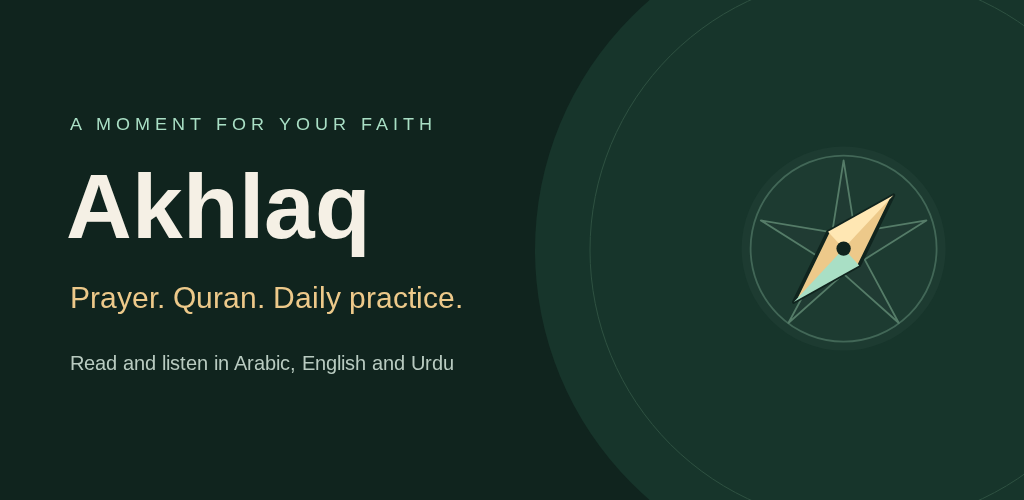 A MOMENT FOR YOUR FAITH
Akhlaq
Prayer. Quran. Daily practice.
Read and listen in Arabic, English and Urdu